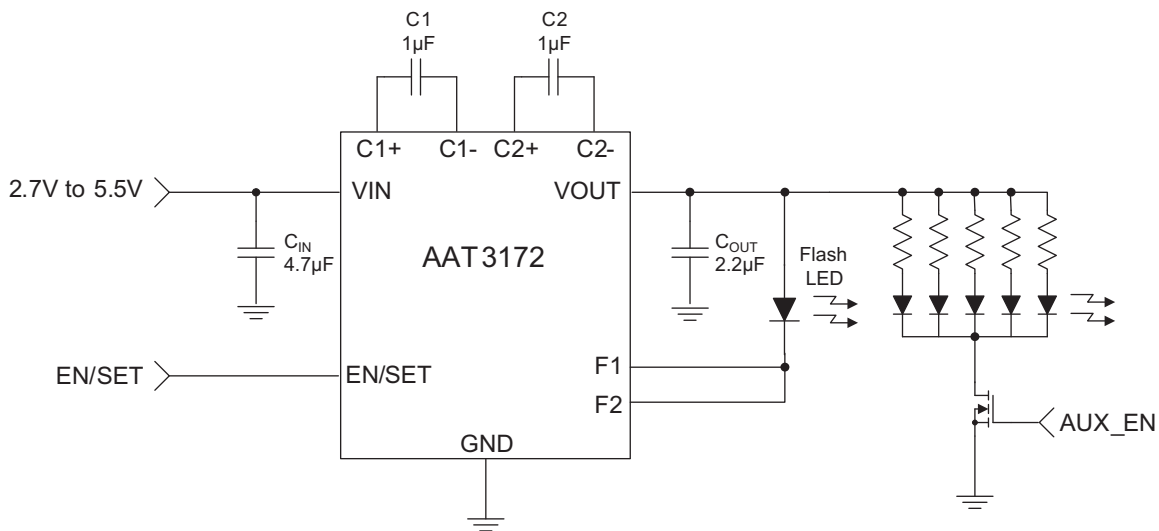 C1
1µF
C2
1µF
C1+
C1-
C2+
C2-
2.7V to 5.5V
VIN
VOUT
CIN
4.7µF
AAT3172
COUT
2.2µF
Flash
LED
EN/SET
EN/SET
F1
F2
GND
AUX_EN